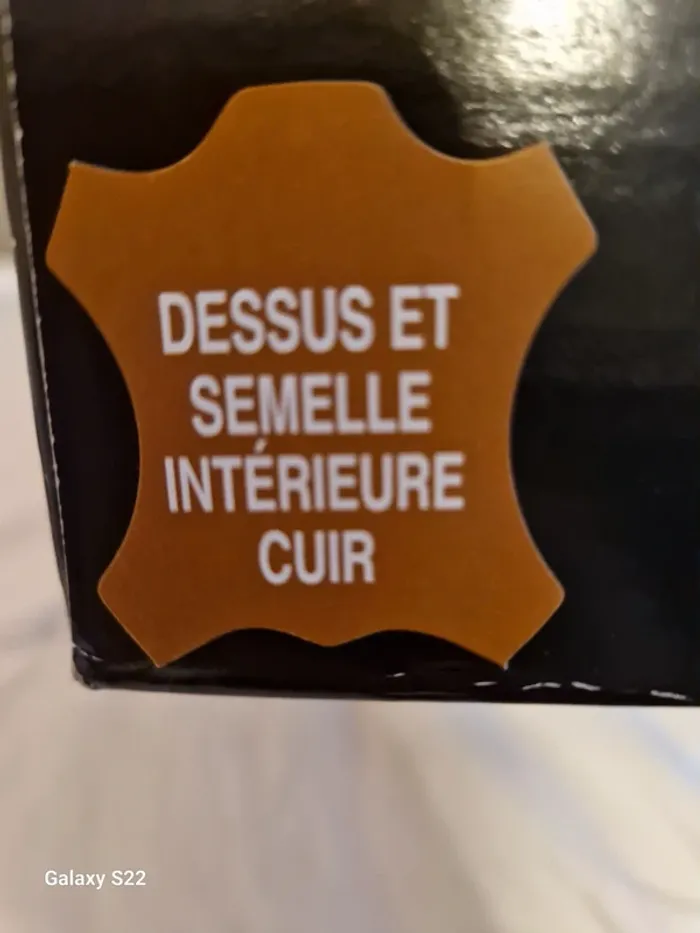 DESSUS ET
SEMELLE
INTÉRIEURE
CUIR
Galaxy S22